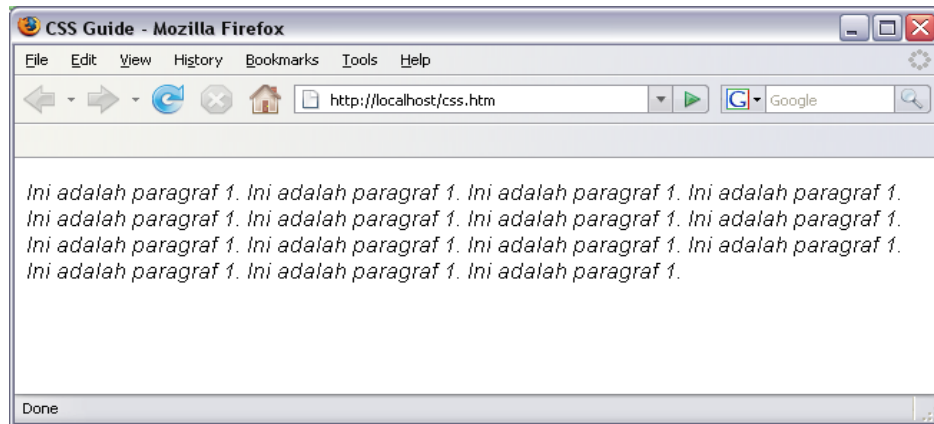 CSS Guide - Mozilla Firefox
File Edit View History Bookmarks Tools Help
http://localhost/css.htm G Google
Ini adalah paragraf 1. Ini adalah paragraf 1. Ini adalah paragraf 1. Ini adalah paragraf 1.
Ini adalah paragraf 1. Ini adalah paragraf 1. Ini adalah paragraf 1. Ini adalah paragraf 1.
Ini adalah paragraf 1. Ini adalah paragraf 1. Ini adalah paragraf 1. Ini adalah paragraf 1.
Ini adalah paragraf 1. Ini adalah paragraf 1. Ini adalah paragraf 1.
Done